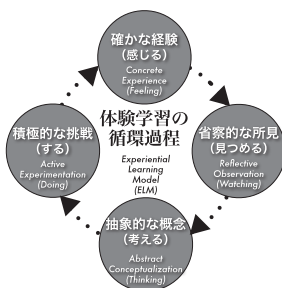 確かな経験
（感じる）
Concrete
Experience
(Feeling)
体験学習の
循環過程
Experiential
Learning
Model
(ELM)
積極的な挑戦
（する）
Active
Experimentation
(Doing)
省察的な所見
（見つめる）
Reflective
Observation
(Watching)
抽象的な概念
（考える）
Abstract
Conceptualization
(Thinking)